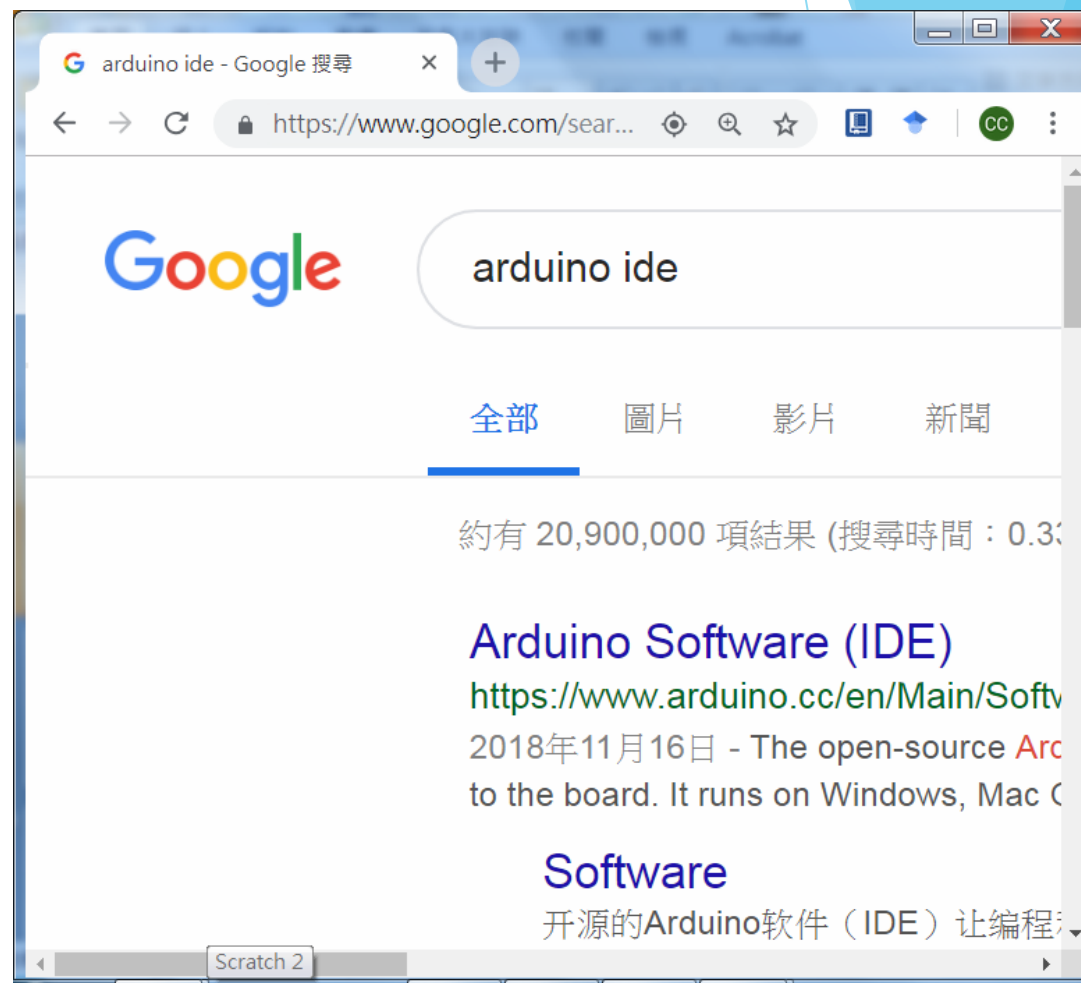 arduino ide - Google 搜尋
https://www.google.com/sear...
CC
Google
arduino ide
全部 圖片 影片 新聞
約有 20,900,000 項結果 (搜尋時間：0.33
Arduino Software (IDE)
https://www.arduino.cc/en/Main/Softw
2018年11月16日 - The open-source Ard
to the board. It runs on Windows, Mac
Software
开源的Arduino软件（IDE）让编程
Scratch 2